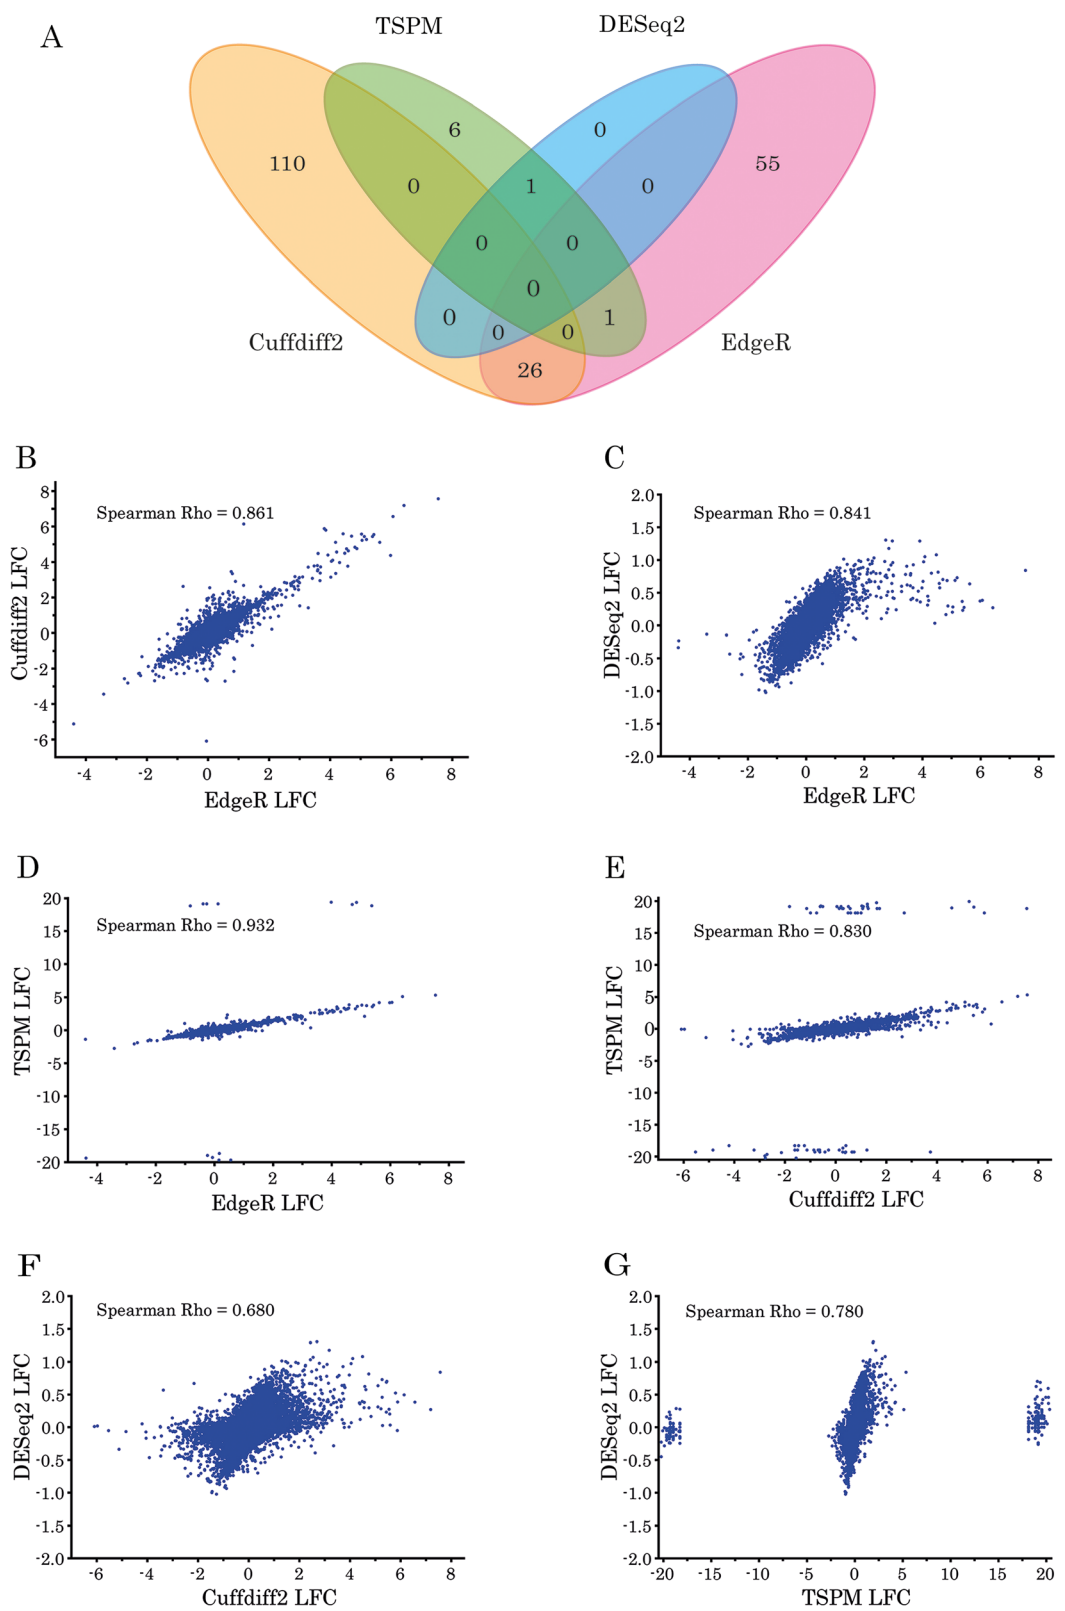 A
TSPM
DESeq2
6
0
110
55
0
1
0
0
0
0
0
1
0
0
26
Cuffdiff2
EdgeR
B
Spearman Rho = 0.861
Cuffdiff2 LFC
8
6
4
2
0
-2
-4
-6
-4 -2 0 2 4 6 8
EdgeR LFC
C
Spearman Rho = 0.841
DESeq2 LFC
2.0
1.5
1.0
0.5
0.0
-0.5
-1.0
-1.5
-2.0
-4 -2 0 2 4 6 8
EdgeR LFC
D
Spearman Rho = 0.932
TSPM LFC
20
15
10
5
0
-5
-10
-15
-20
-4 -2 0 2 4 6 8
EdgeR LFC
E
Spearman Rho = 0.830
TSPM LFC
20
15
10
5
0
-5
-10
-15
-20
-6 -4 -2 0 2 4 6 8
Cuffdiff2 LFC
F
Spearman Rho = 0.680
DESeq2 LFC
2.0
1.5
1.0
0.5
0.0
-0.5
-1.0
-1.5
-2.0
-6 -4 -2 0 2 4 6 8
Cuffdiff2 LFC
G
Spearman Rho = 0.780
DESeq2 LFC
2.0
1.5
1.0
0.5
0.0
-0.5
-1.0
-1.5
-2.0
-20 -15 -10 -5 0 5 10 15 20
TSPM LFC